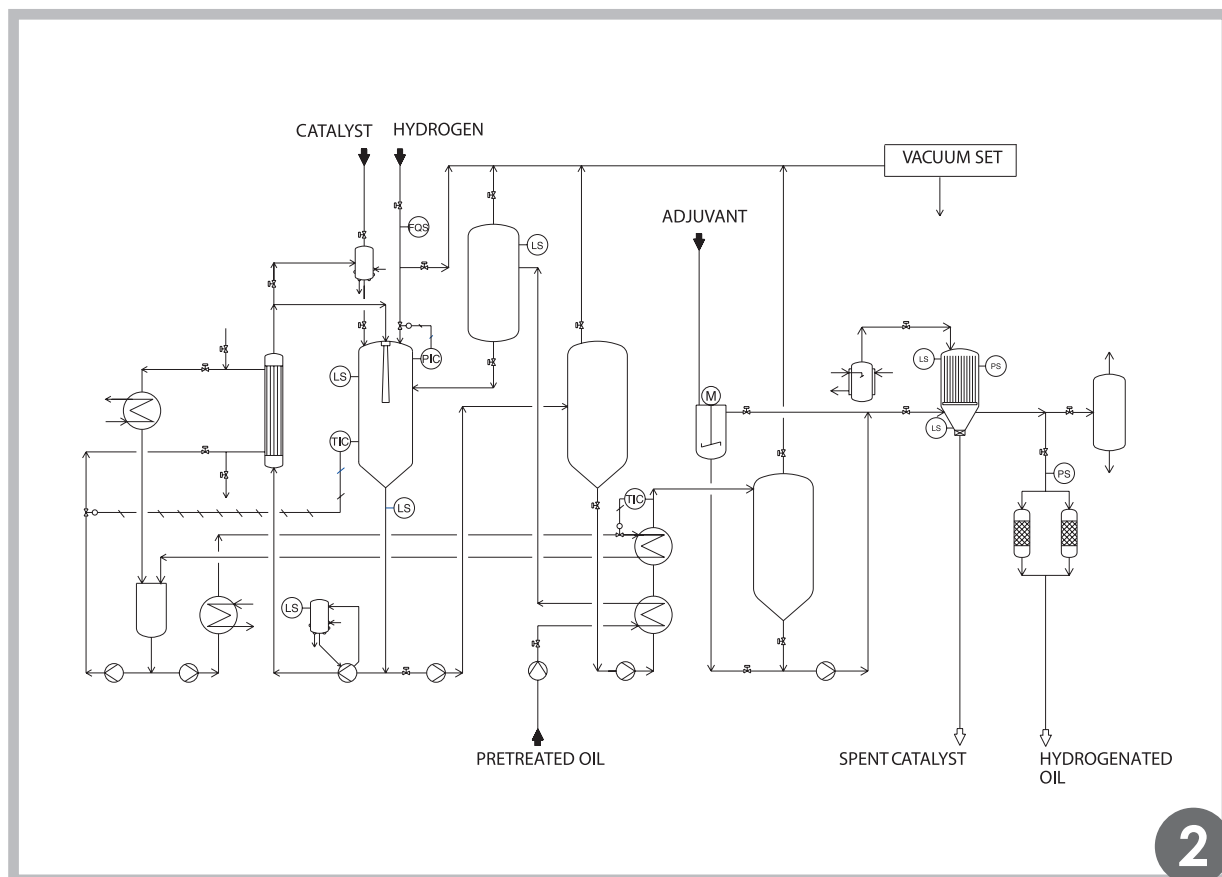 CATALYST
HYDROGEN
VACUUM SET
FQS
ADJUVANT
LS
PIC
LS
LS
PS
M
TIC
LS
LS
TIC
PS
LS
PRETREATED OIL
SPENT CATALYST
HYDROGENATED
OIL
2